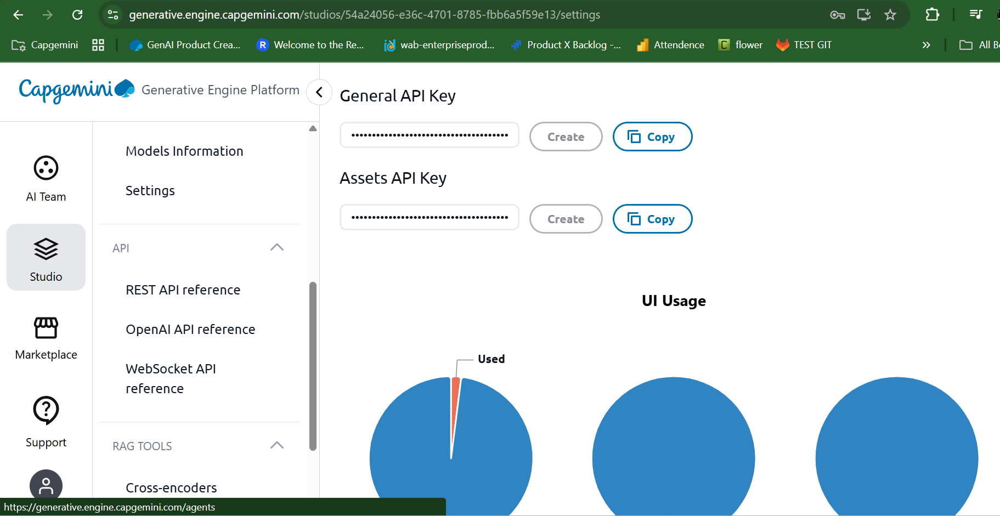 generative.engine.capgemini.com/studios/54a24056-e36c-4701-8785-fbb6a5f59e13/settings
Capgemini
GenAI Product Crea...
R
Welcome to the Re...
wab-enterpriseprod...
Product X Backlog -...
Attendence
C
flower
TEST GIT
All Bo
Capgemini
Generative Engine Platform
AI Team
Studio
Marketplace
Support
Models Information
Settings
API
REST API reference
OpenAI API reference
WebSocket API
reference
RAG TOOLS
Cross-encoders
General API Key
Create
Copy
Assets API Key
Create
Copy
UI Usage
Used
https://generative.engine.capgemini.com/agents